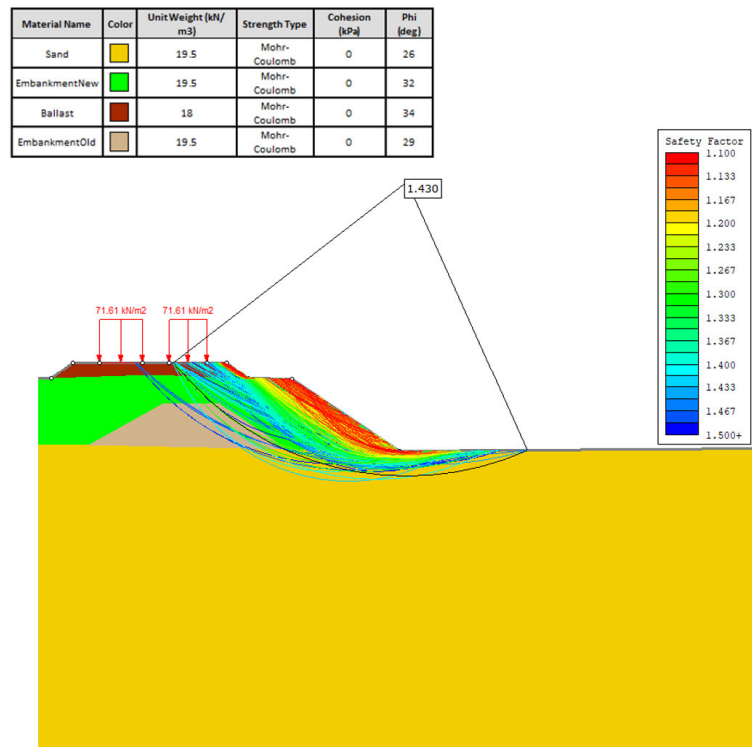 Material Name Color Unit Weight (kN/ Strength Type Cohesion Phi
m3) (kPa) (deg)
Sand 19.5 Mohr- 0 26
Coulomb
EmbankmentNew 19.5 Mohr- 0 32
Coulomb
Ballast 18 Mohr- 0 34
Coulomb
EmbankmentOld 19.5 Mohr- 0 29
Coulomb
Safety Factor
1.100
1.133
1.167
1.200
1.233
1.267
1.300
1.333
1.367
1.400
1.433
1.467
1.500+
1.430
71.61 kN/m2 71.61 kN/m2